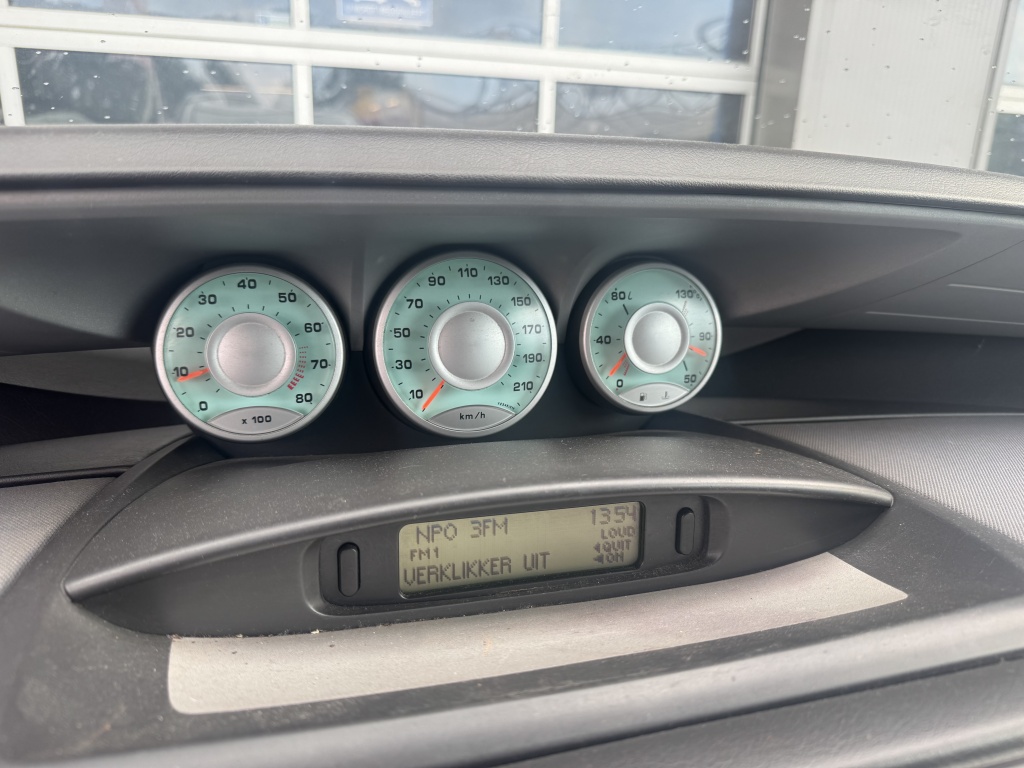 0 10 20 30 40 50 60 70 80
x 100
10 30 50 70 90 110 130 150 170 190 210
km/h
0 40 80 L
50 90 130
NPO 3FM 13:54
LOUD
FM1 ◄QUIT
VERKLIKKER UIT ◄ON